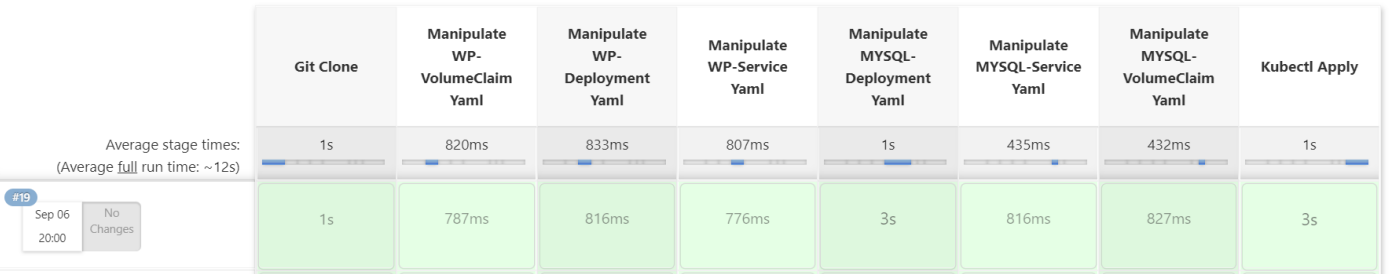 Git Clone
Manipulate
WP-
VolumeClaim
Yaml
Manipulate
WP-
Deployment
Yaml
Manipulate
WP-Service
Yaml
Manipulate
MYSQL-
Deployment
Yaml
Manipulate
MYSQL-Service
Yaml
Manipulate
MYSQL-
VolumeClaim
Yaml
Kubectl Apply
Average stage times: 1s 820ms 833ms 807ms 1s 435ms 432ms 1s
(Average full run time: ~12s)
#19
Sep 06
20:00
No
Changes
1s 787ms 816ms 776ms 3s 816ms 827ms 3s